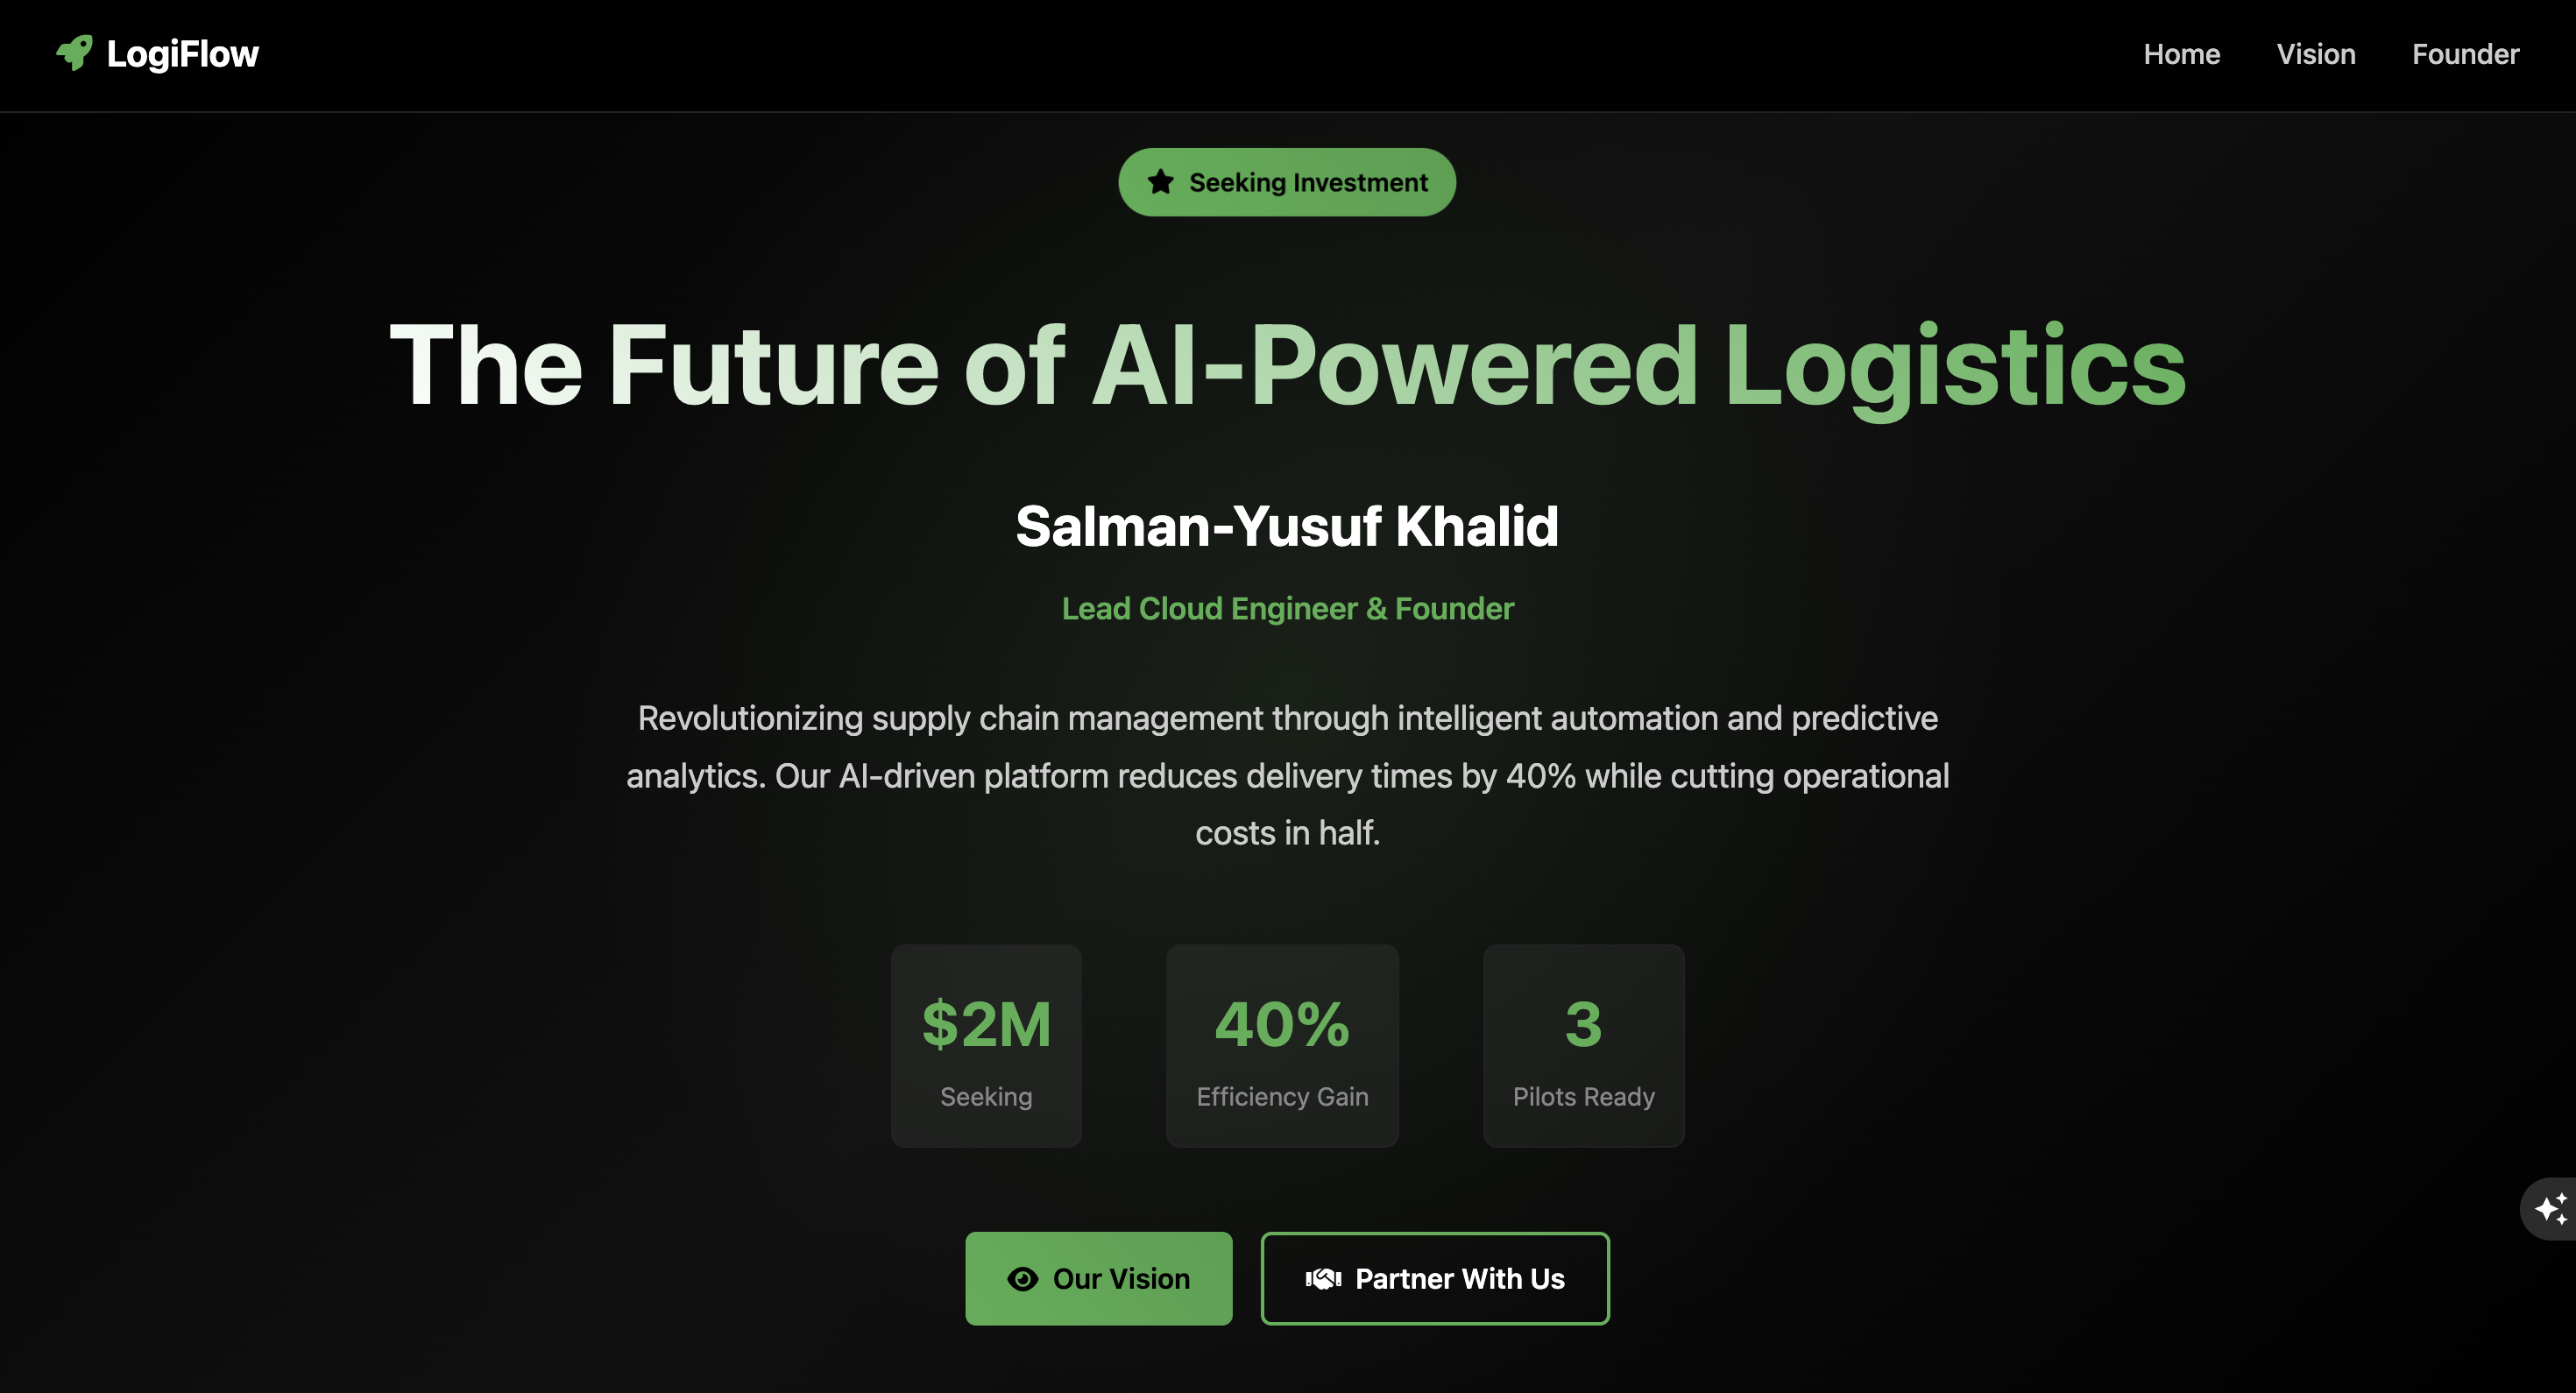 LogiFlow
Home
Vision
Founder
Seeking Investment
The Future of AI-Powered Logistics
Salman-Yusuf Khalid
Lead Cloud Engineer & Founder
Revolutionizing supply chain management through intelligent automation and predictive
analytics. Our AI-driven platform reduces delivery times by 40% while cutting operational
costs in half.
$2M
Seeking
40%
Efficiency Gain
3
Pilots Ready
Our Vision
Partner With Us